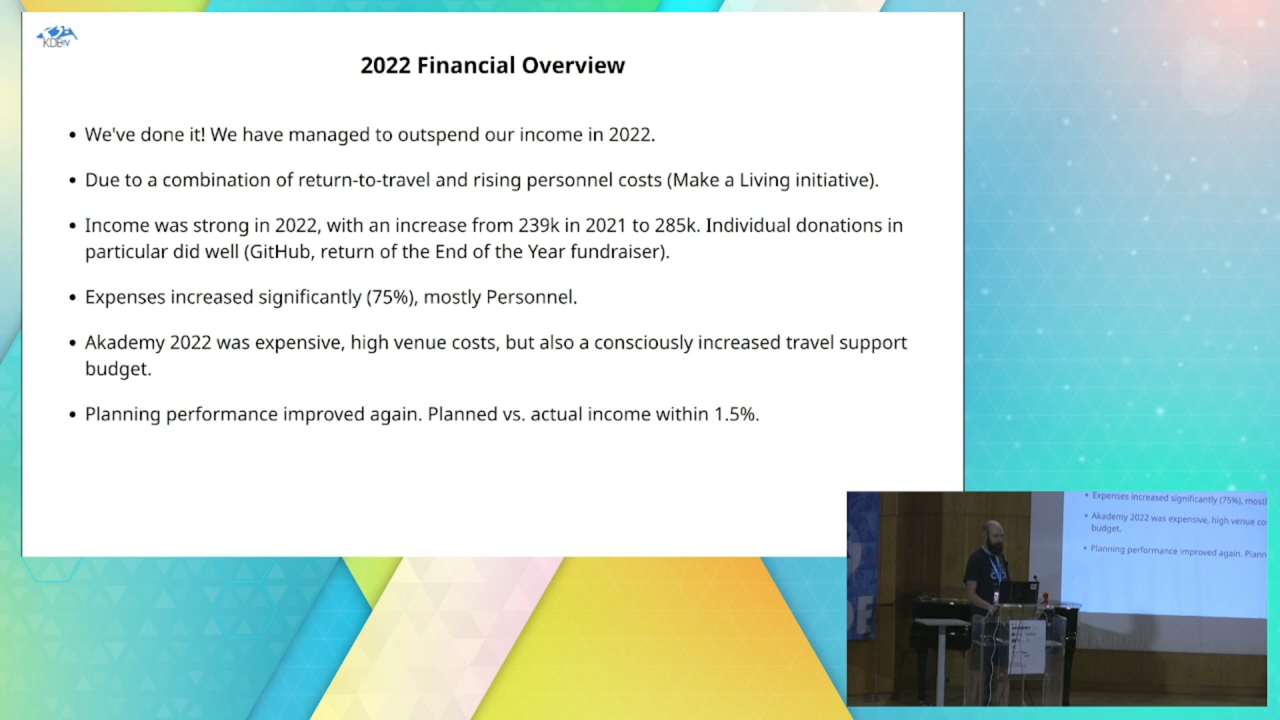 KDE e.V.
2022 Financial Overview
• We've done it! We have managed to outspend our income in 2022.
• Due to a combination of return-to-travel and rising personnel costs (Make a Living initiative).
• Income was strong in 2022, with an increase from 239k in 2021 to 285k. Individual donations in
particular did well (GitHub, return of the End of the Year fundraiser).
• Expenses increased significantly (75%), mostly Personnel.
• Akademy 2022 was expensive, high venue costs, but also a consciously increased travel support
budget.
• Planning performance improved again. Planned vs. actual income within 1.5%.
• Expenses increased significantly (75%), most
• Akademy 2022 was expensive, high venue co
budget.
• Planning performance improved again. Plann